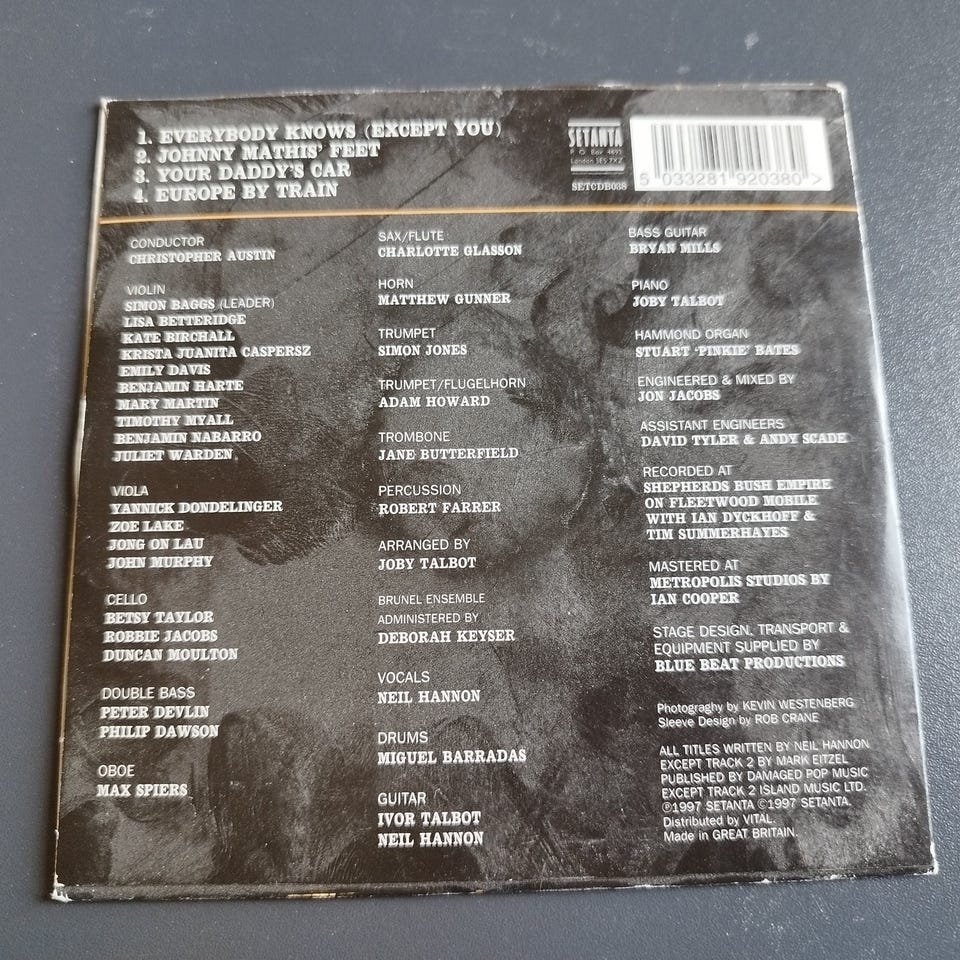 1. EVERYBODY KNOWS (EXCEPT YOU)
2. JOHNNY MATHIS' FEET
3. YOUR DADDY'S CAR
4. EUROPE BY TRAIN
SETANTA
P.O. Box 4693
London SE5 7XZ
SETCDB038
5 033281 920380 >
CONDUCTOR
CHRISTOPHER AUSTIN
VIOLIN
SIMON BAGGS (LEADER)
LISA BETTERIDGE
KATE BIRCHALL
KRISTA JUANITA CASPERSZ
EMILY DAVIS
BENJAMIN HARTE
MARY MARTIN
TIMOTHY MYALL
BENJAMIN NABARRO
JULIET WARDEN
VIOLA
YANNICK DONDELINGER
ZOE LAKE
JONG ON LAU
JOHN MURPHY
CELLO
BETSY TAYLOR
ROBBIE JACOBS
DUNCAN MOULTON
DOUBLE BASS
PETER DEVLIN
PHILIP DAWSON
OBOE
MAX SPIERS
SAX/FLUTE
CHARLOTTE GLASSON
HORN
MATTHEW GUNNER
TRUMPET
SIMON JONES
TRUMPET/FLUGELHORN
ADAM HOWARD
TROMBONE
JANE BUTTERFIELD
PERCUSSION
ROBERT FARRER
ARRANGED BY
JOBY TALBOT
BRUNEL ENSEMBLE
ADMINISTERED BY
DEBORAH KEYSER
VOCALS
NEIL HANNON
DRUMS
MIGUEL BARRADAS
GUITAR
IVOR TALBOT
NEIL HANNON
BASS GUITAR
BRYAN MILLS
PIANO
JOBY TALBOT
HAMMOND ORGAN
STUART 'PINKIE' BATES
ENGINEERED & MIXED BY
JON JACOBS
ASSISTANT ENGINEERS
DAVID TYLER & ANDY SCADE
RECORDED AT
SHEPHERDS BUSH EMPIRE
ON FLEETWOOD MOBILE
WITH IAN DYCKHOFF &
TIM SUMMERHAYES
MASTERED AT
METROPOLIS STUDIOS BY
IAN COOPER
STAGE DESIGN, TRANSPORT &
EQUIPMENT SUPPLIED BY
BLUE BEAT PRODUCTIONS
Photograghy by KEVIN WESTENBERG
Sleeve Design by ROB CRANE
ALL TITLES WRITTEN BY NEIL HANNON
EXCEPT TRACK 2 BY MARK EITZEL
PUBLISHED BY DAMAGED POP MUSIC
EXCEPT TRACK 2 ISLAND MUSIC LTD.
℗1997 SETANTA ©1997 SETANTA.
Distributed by VITAL.
Made in GREAT BRITAIN.